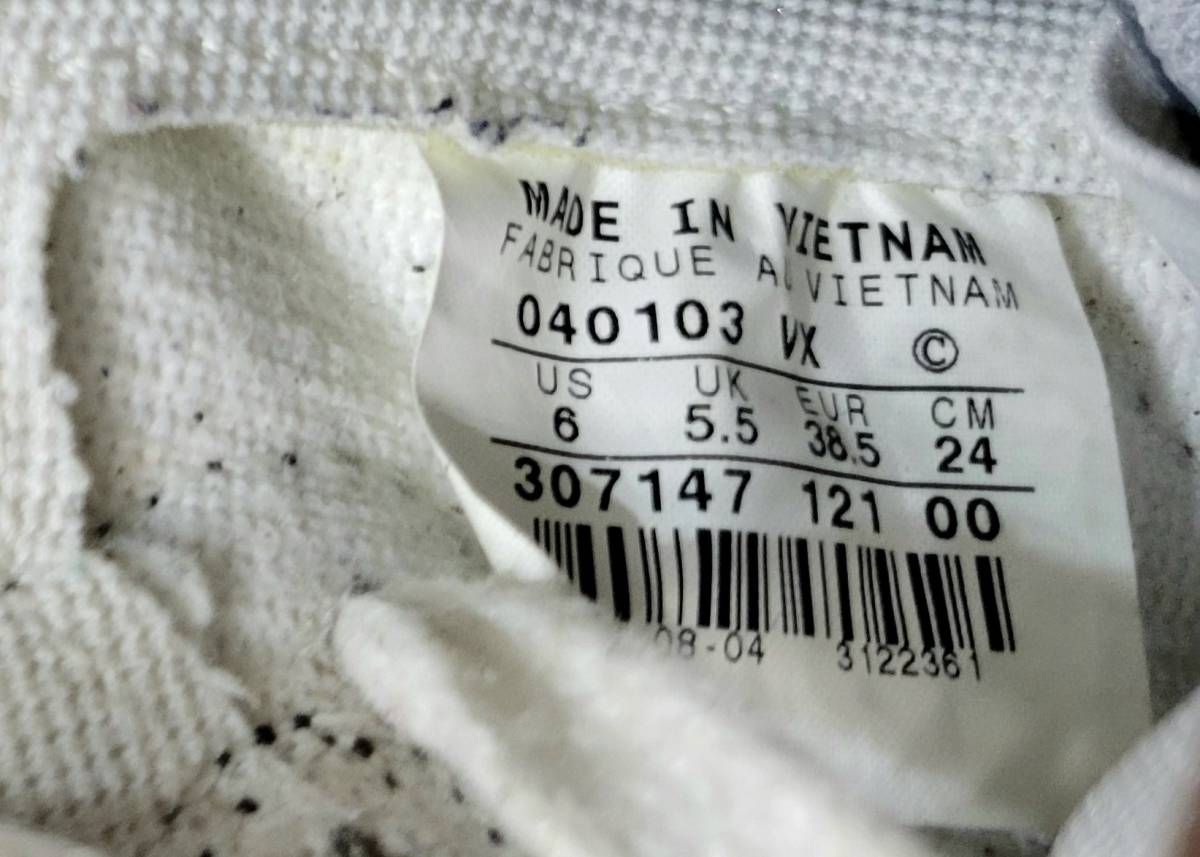 MADE IN VIETNAM
FABRIQUE AU VIETNAM
040103 VX ©
US UK EUR CM
6 5.5 38.5 24
307147 121 00
08-04 3122361